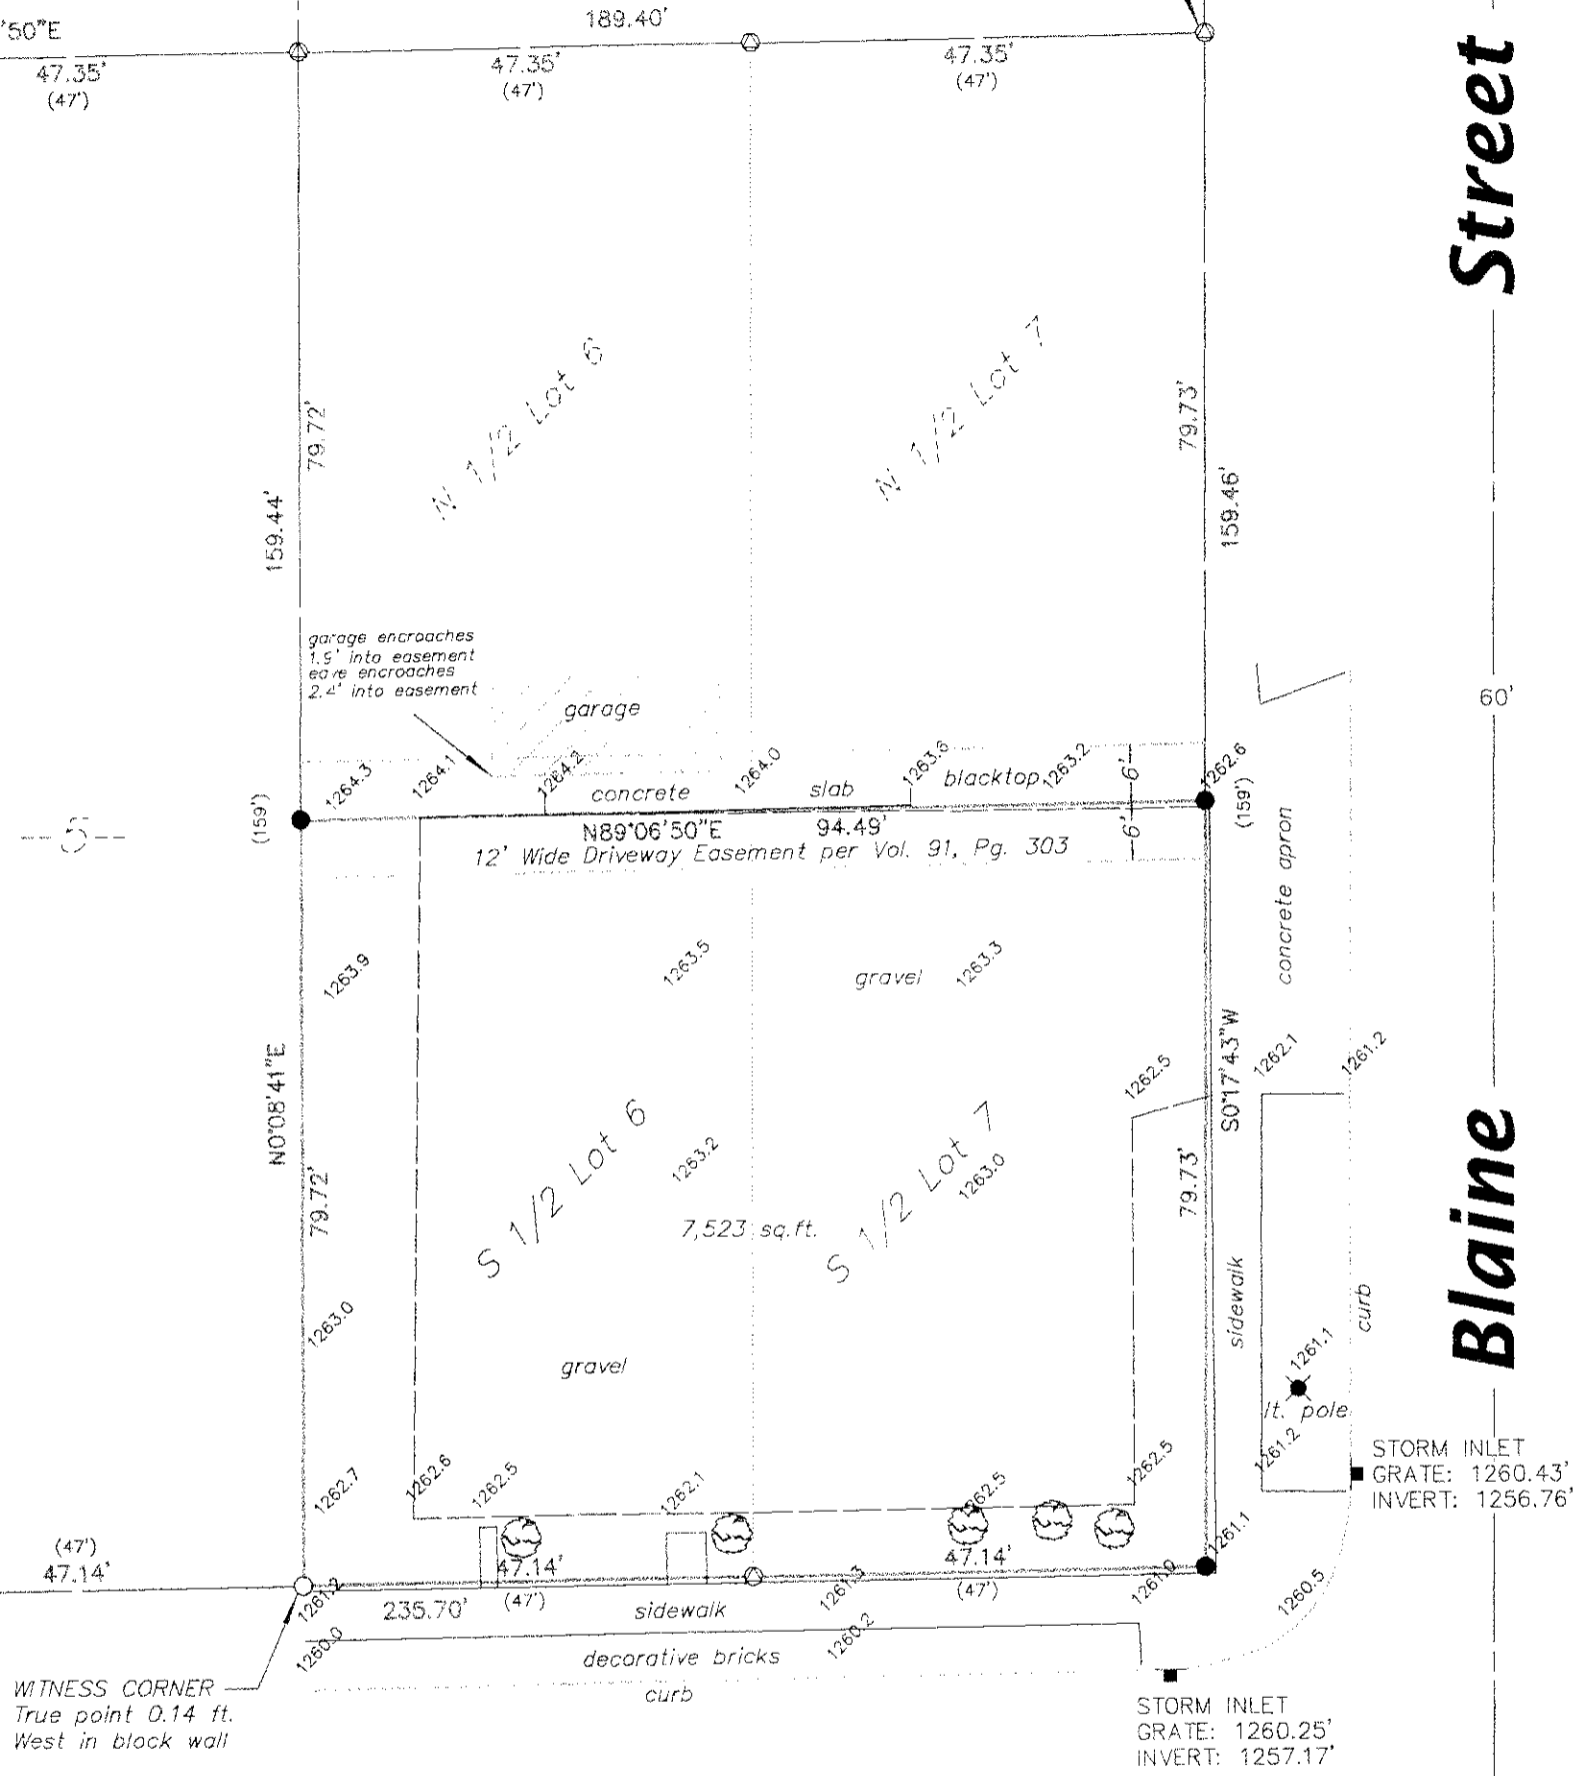 '50"E
189.40'
47.35'
(47')
47.35'
(47')
47.35'
(47')
Street
N 1/2 Lot 6
N 1/2 Lot 7
79.72'
159.44'
79.73'
159.46'
garage encroaches
1.9' into easement
eave encroaches
2.4' into easement
garage
60'
1264.3
1264.1
1264.2
1264.0
1263.6
1263.2
1262.6
concrete
slab
blacktop
6'
6'
(159')
(159')
--5--
N89°06'50"E
94.49'
12' Wide Driveway Easement per Vol. 91, Pg. 303
concrete apron
1263.9
1263.5
gravel
1263.3
N0°08'41"E
S0°17'43"W
1262.5
1262.1
1261.2
S 1/2 Lot 6
S 1/2 Lot 7
1263.2
1263.0
79.72'
79.73'
7,523 sq.ft.
Blaine
sidewalk
curb
1263.0
gravel
1261.1
lt. pole
1261.2
1262.7
1262.6
1262.5
1262.1
1262.5
1262.5
STORM INLET
GRATE: 1260.43'
INVERT: 1256.76'
1261.1
(47')
47.14'
47.14'
(47')
47.14'
(47')
235.70'
sidewalk
1261.3
1261.0
1260.5
1260.0
1260.2
decorative bricks
curb
WITNESS CORNER
True point 0.14 ft.
West in block wall
STORM INLET
GRATE: 1260.25'
INVERT: 1257.17'